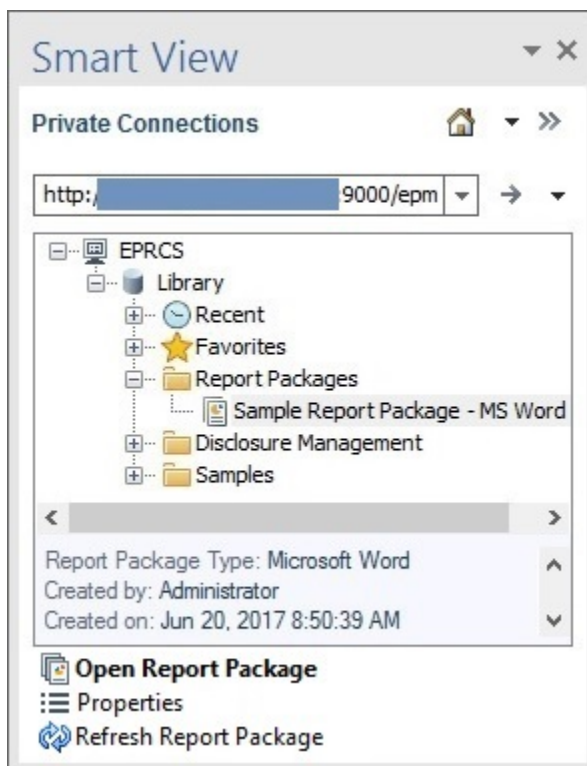 Smart View
Private Connections
http:/ :9000/epm
EPRCS
Library
Recent
Favorites
Report Packages
Sample Report Package - MS Word
Disclosure Management
Samples
Report Package Type: Microsoft Word
Created by: Administrator
Created on: Jun 20, 2017 8:50:39 AM
Open Report Package
Properties
Refresh Report Package